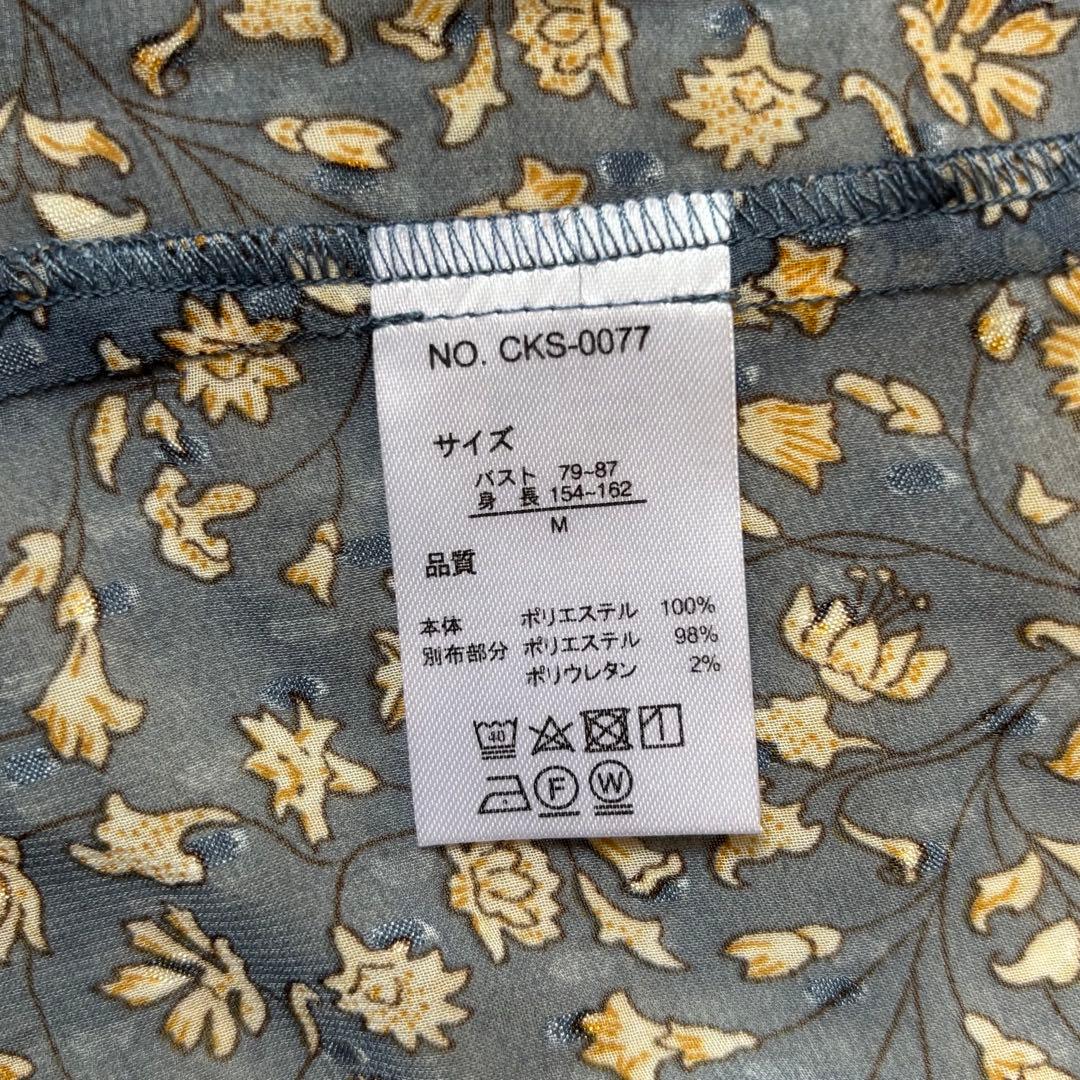 NO. CKS-0077
サイズ
バスト 79~87
身 長 154~162
M
品質
本体 ポリエステル 100%
別布部分 ポリエステル 98%
ポリウレタン 2%
40
F W